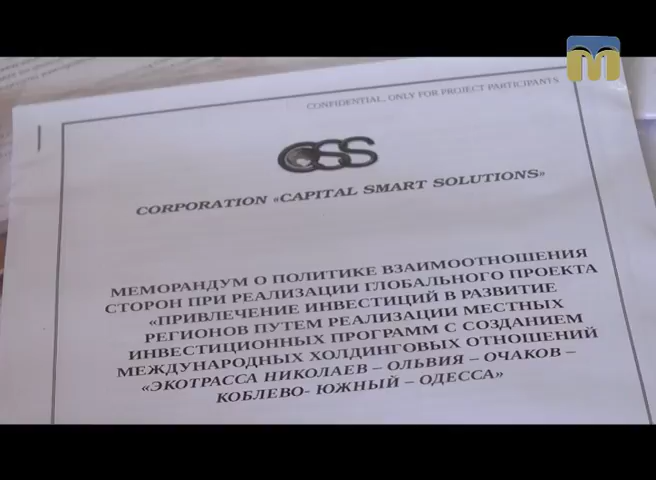 CONFIDENTIAL, ONLY FOR PROJECT PARTICIPANTS
CSS
CORPORATION «CAPITAL SMART SOLUTIONS»
МЕМОРАНДУМ О ПОЛИТИКЕ ВЗАИМООТНОШЕНИЯ
СТОРОН ПРИ РЕАЛИЗАЦИИ ГЛОБАЛЬНОГО ПРОЕКТА
«ПРИВЛЕЧЕНИЕ ИНВЕСТИЦИЙ В РАЗВИТИЕ
РЕГИОНОВ ПУТЕМ РЕАЛИЗАЦИИ МЕСТНЫХ
ИНВЕСТИЦИОННЫХ ПРОГРАММ С СОЗДАНИЕМ
МЕЖДУНАРОДНЫХ ХОЛДИНГОВЫХ ОТНОШЕНИЙ
«ЭКОТРАССА НИКОЛАЕВ – ОЛЬВИЯ – ОЧАКОВ –
КОБЛЕВО- ЮЖНЫЙ – ОДЕССА»